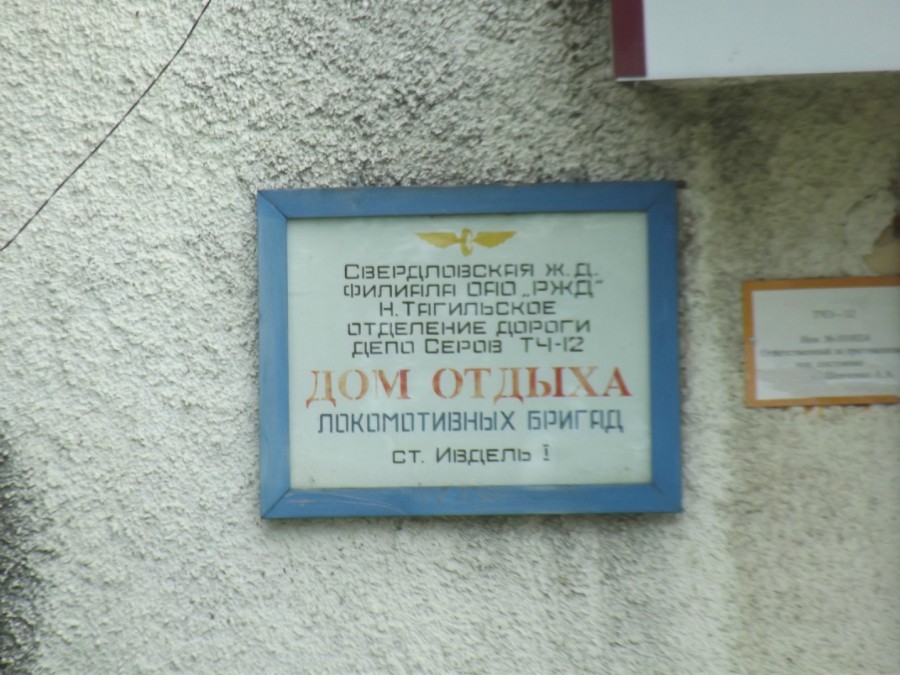 Свердловская ж.д.
филиала ОАО „РЖД"
Н.Тагильское
отделение дороги
депо Серов ТЧ-12
ДОМ ОТДЫХА
ЛОКОМОТИВНЫХ БРИГАД
ст. Ивдель I